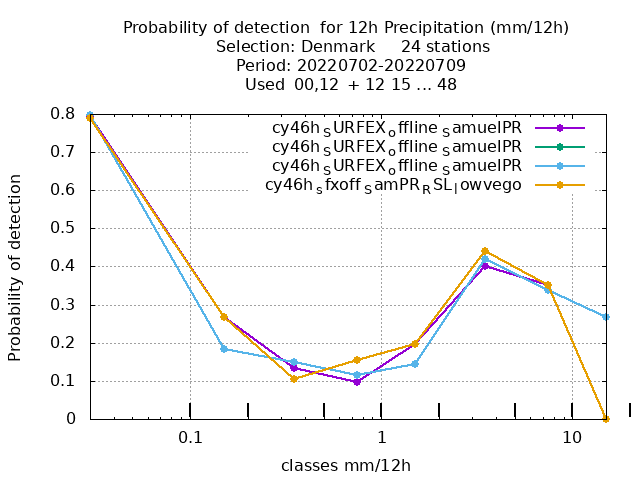 Probability of detection for 12h Precipitation (mm/12h)
Selection: Denmark 24 stations
Period: 20220702-20220709
Used 00,12 + 12 15 ... 48
cy46h_SURFEX_offline_SamuelPR
cy46h_SURFEX_offline_SamuelPR
cy46h_SURFEX_offline_SamuelPR
cy46h_sfxoff_SamPR_RSL_lowvego
Probability of detection
0.8
0.7
0.6
0.5
0.4
0.3
0.2
0.1
0
0.1 1 10
classes mm/12h